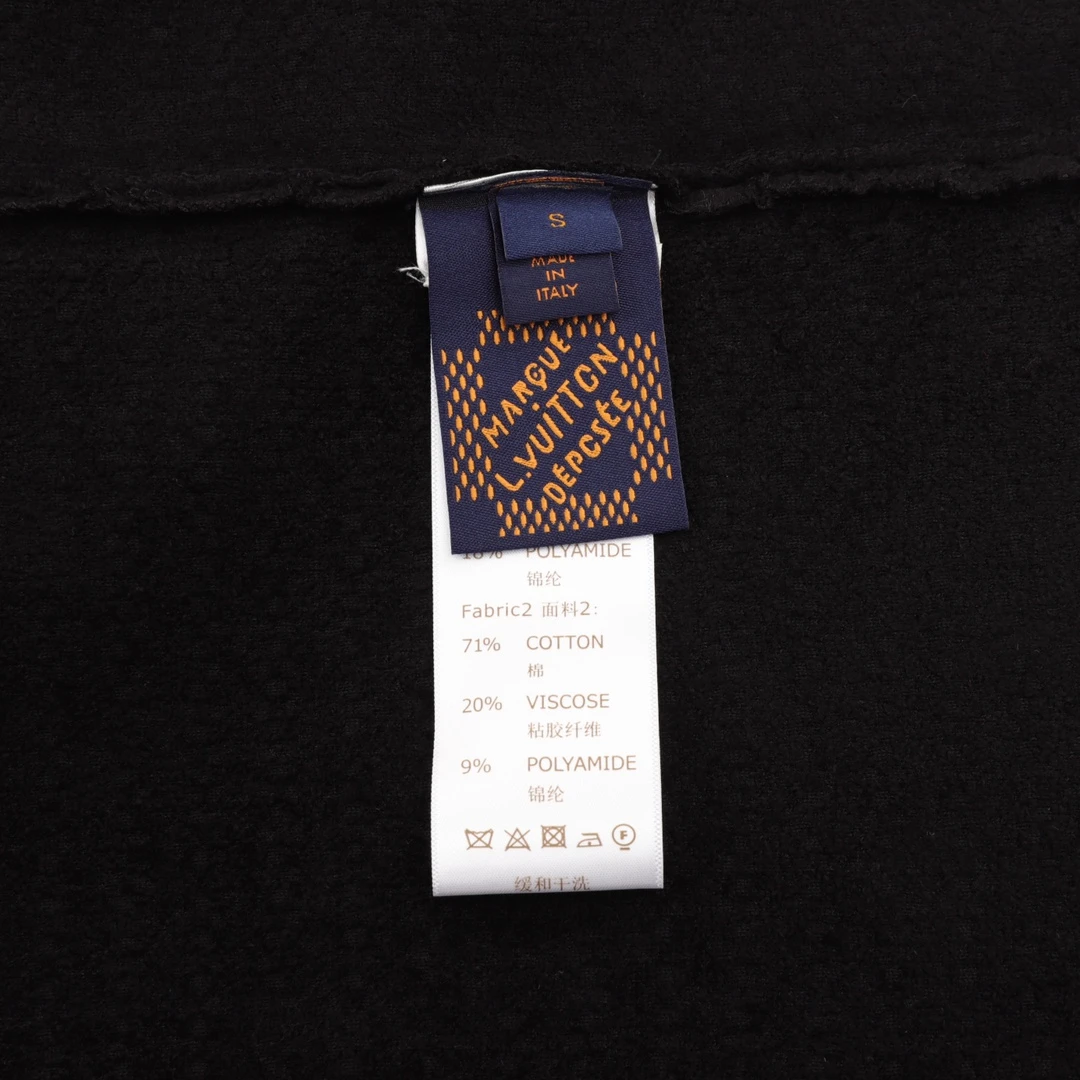 S
MADE
IN
ITALY
MARQUE
L.VUITTON
DÉPOSÉE
18% POLYAMIDE
锦纶
Fabric2 面料2:
71% COTTON
棉
20% VISCOSE
粘胶纤维
9% POLYAMIDE
锦纶
F
缓和干洗